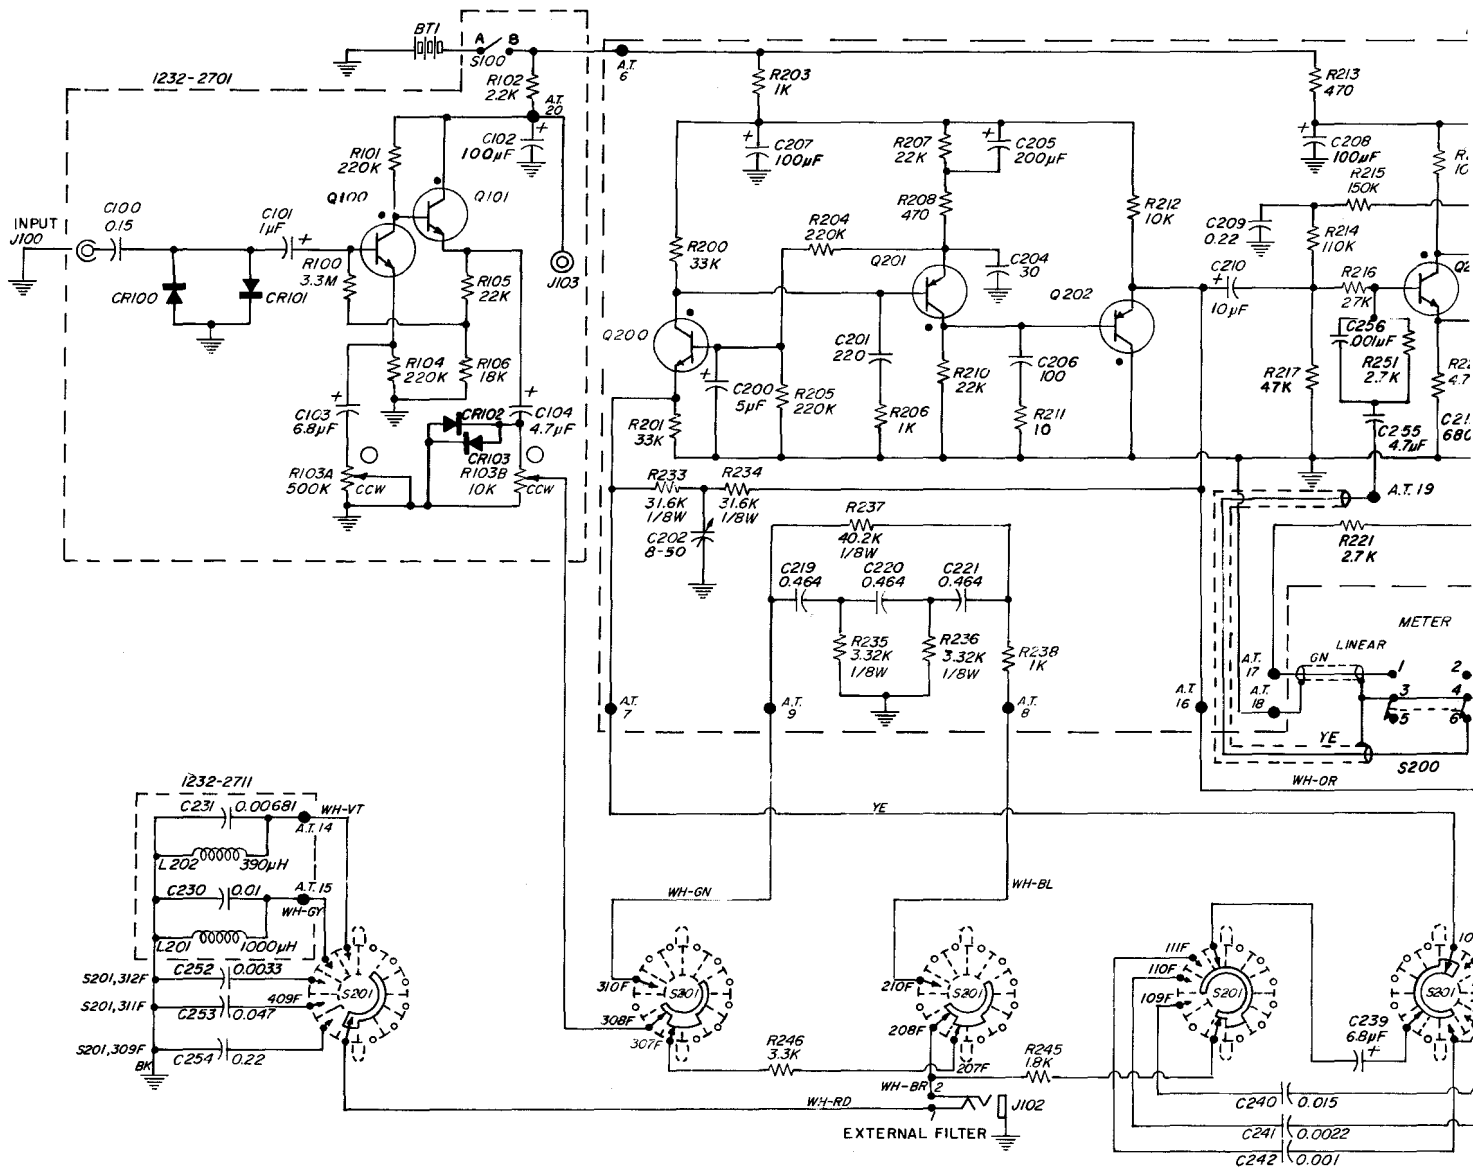 BT1
A B
S100
1232-2701
R102
2.2K
A.T.
20
A.T.
6
R203
1K
R213
470
C102
100µF
R101
220K
C207
100µF
R207
22K
C205
200µF
C208
100µF
Q100
Q101
R208
470
R215
150K
INPUT
J100
C100
0.15
C101
1µF
R100
3.3M
R105
22K
J103
R200
33K
R204
220K
Q201
C204
30
R212
10K
Q202
C209
0.22
R214
110K
C210
10µF
R216
27K
CR100
CR101
Q200
C201
220
C206
100
C256
.001µF
R251
2.7K
R104
220K
R106
18K
C200
5µF
R205
220K
R206
1K
R210
22K
R211
10
R217
47K
C103
6.8µF
CR102
CR103
C104
4.7µF
R201
33K
C255
4.7µF
680
R103A
500K
CCW
R103B
10K
CCW
R233
31.6K
1/8W
R234
31.6K
1/8W
A.T. 19
C202
8-50
R237
40.2K
1/8W
R221
2.7K
C219
0.464
C220
0.464
C221
0.464
R235
3.32K
1/8W
R236
3.32K
1/8W
R238
1K
METER
LINEAR
GN
A.T.
17
A.T.
18
1
2
3
4
5
6
A.T.
7
A.T.
9
A.T.
8
A.T.
16
YE
S200
WH-OR
1232-2711
C231 0.00681
WH-VT
A.T. 14
L202 390µH
C230 0.01
A.T. 15
WH-GY
L201 1000µH
YE
WH-GN
WH-BL
S201,312F
C252 0.0033
S201,311F
409F
C253 0.047
S201,309F
C254 0.22
BK
S201
310F
308F
307F
S201
210F
208F
207F
S201
111F
110F
109F
S201
S201
R246
3.3K
R245
1.8K
C239
6.8µF
WH-BR 2
WH-RD
1
J102
EXTERNAL FILTER
C240 0.015
C241 0.0022
C242 0.001